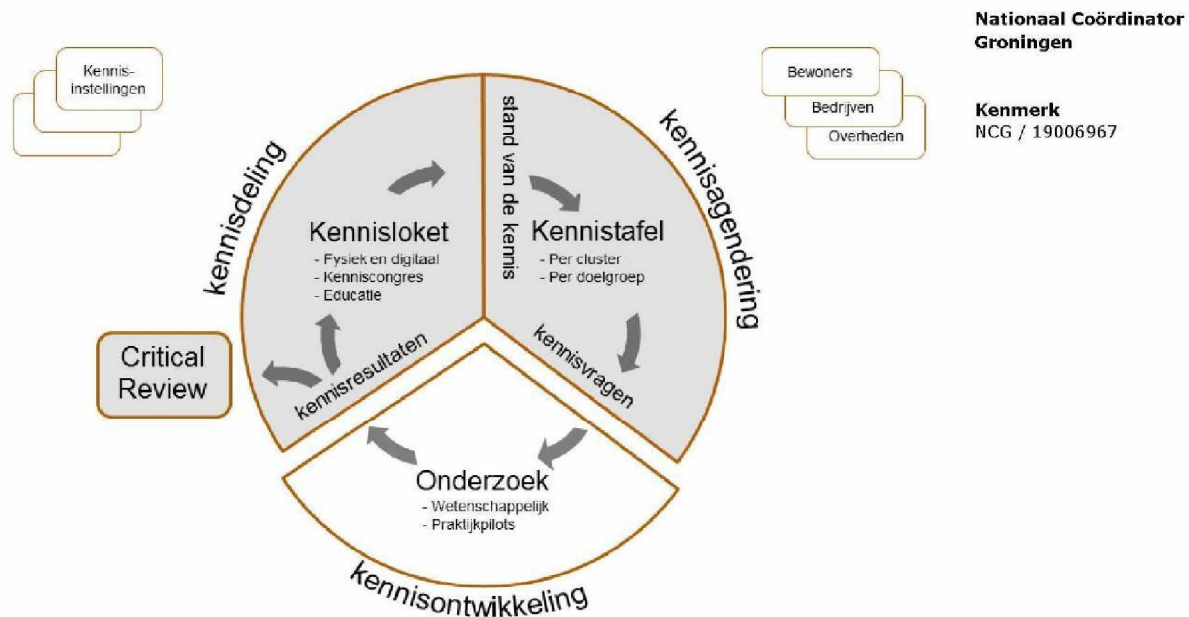 Nationaal Coördinator
Groningen
Kenmerk
NCG / 19006967
Kennis-
instellingen
Bewoners
Bedrijven
Overheden
kennisdeling
stand van de kennis
kennisagendering
Kennisloket
- Fysiek en digitaal
- Kenniscongres
- Educatie
Kennistafel
- Per cluster
- Per doelgroep
Critical
Review
kennisresultaten
kennisvragen
Onderzoek
- Wetenschappelijk
- Praktijkpilots
kennisontwikkeling